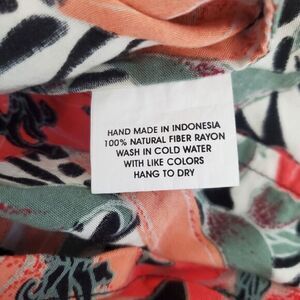 HAND MADE IN INDONESIA
100% NATURAL FIBER RAYON
WASH IN COLD WATER
WITH LIKE COLORS
HANG TO DRY